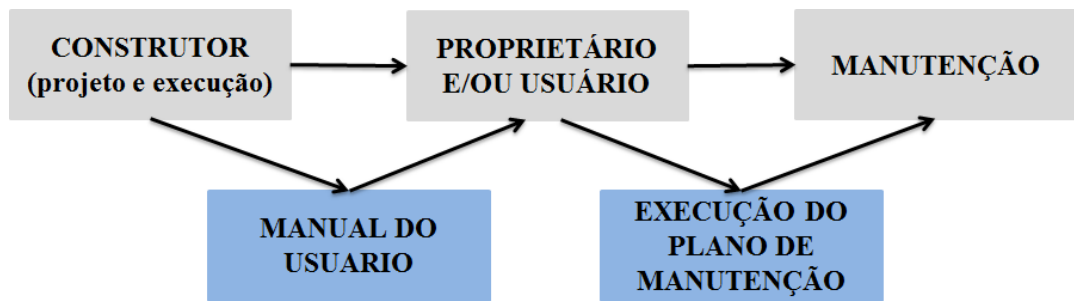 CONSTRUTOR
(projeto e execução)
PROPRIETÁRIO
E/OU USUÁRIO
MANUTENÇÃO
MANUAL DO
USUARIO
EXECUÇÃO DO
PLANO DE
MANUTENÇÃO